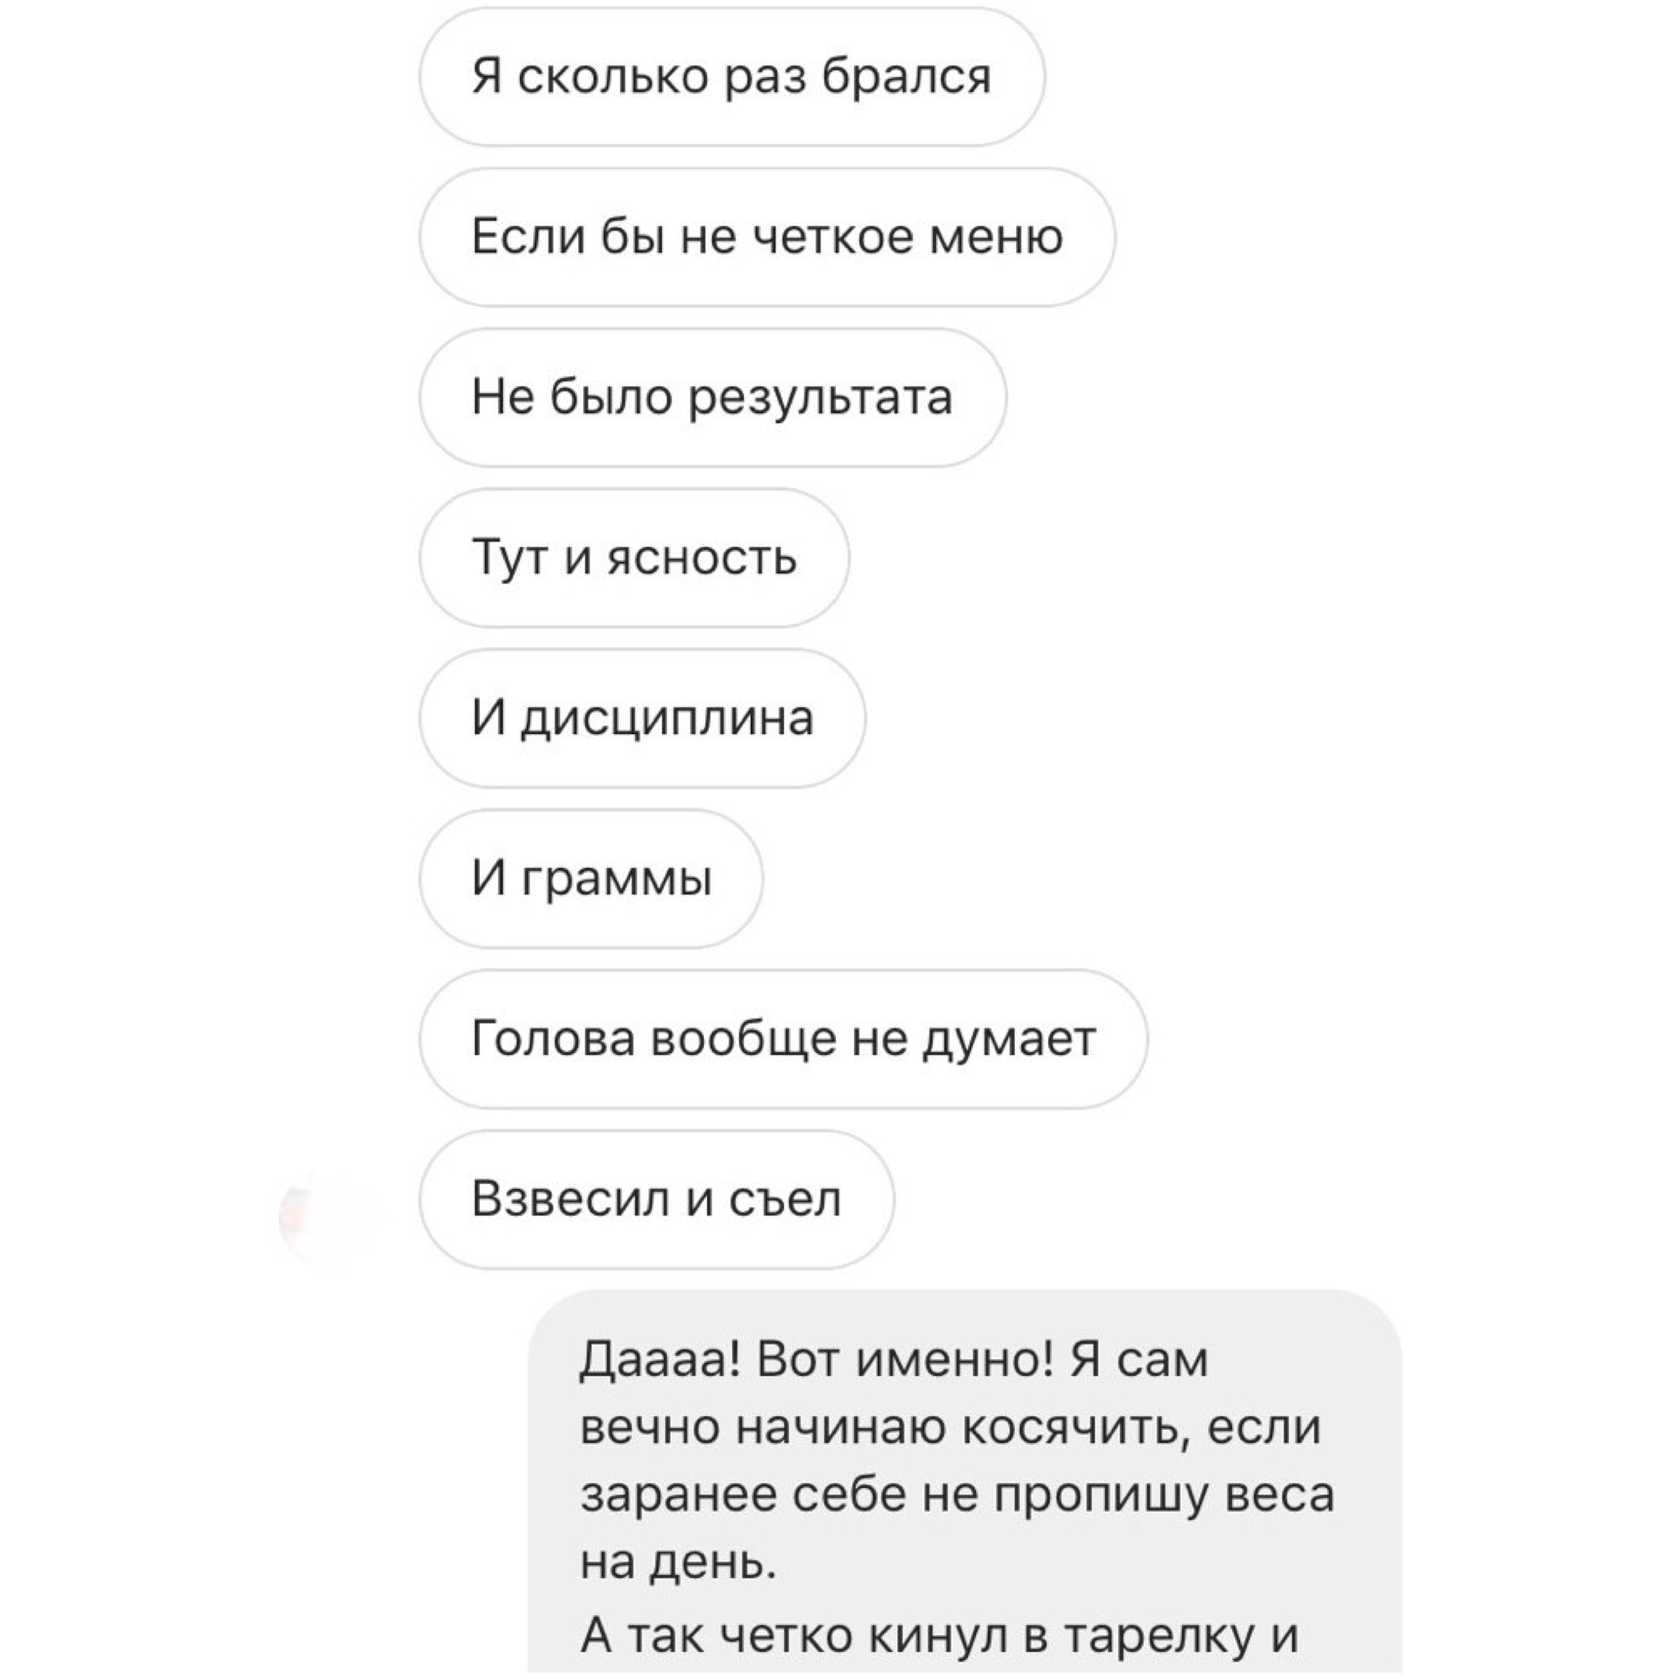 Я сколько раз брался
Если бы не четкое меню
Не было результата
Тут и ясность
И дисциплина
И граммы
Голова вообще не думает
Взвесил и съел
Даааа! Вот именно! Я сам
вечно начинаю косячить, если
заранее себе не пропишу веса
на день.
А так четко кинул в тарелку и